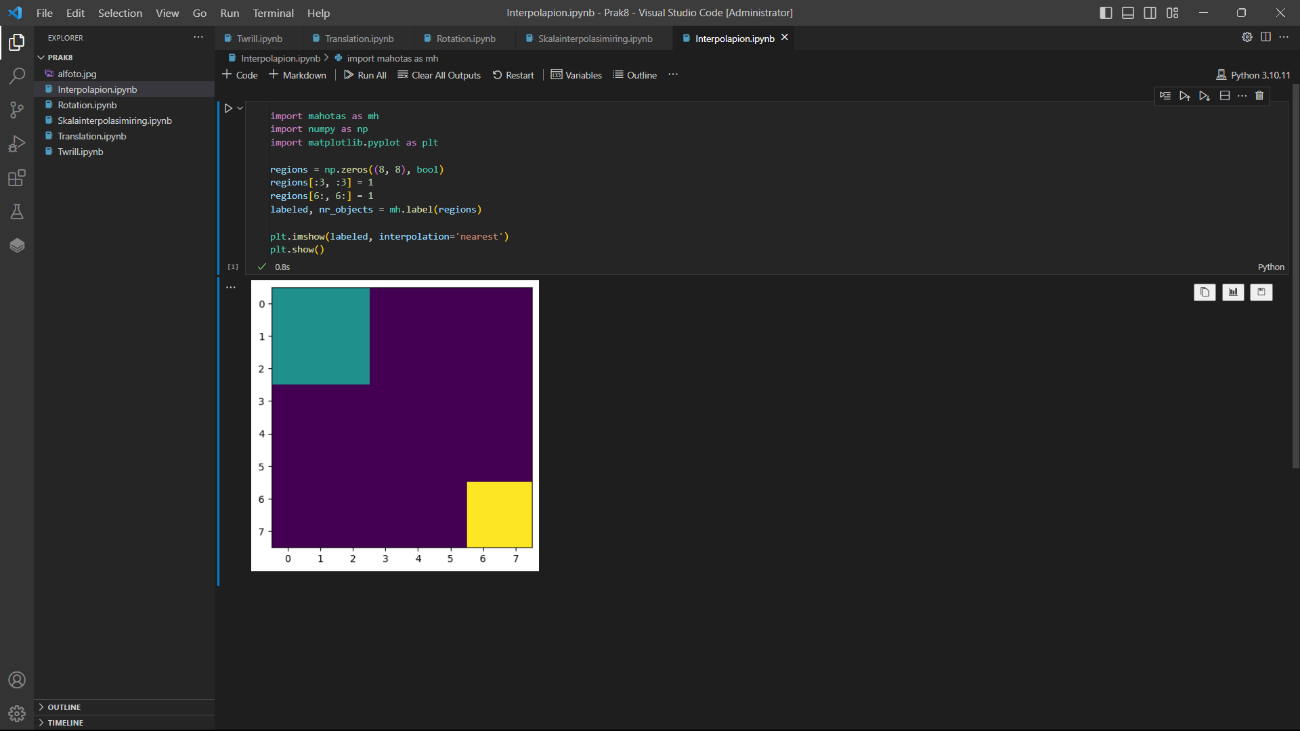 File Edit Selection View Go Run Terminal Help
Interpolapion.ipynb - Prak8 - Visual Studio Code [Administrator]
EXPLORER
PRAK8
alfoto.jpg
Interpolapion.ipynb
Rotation.ipynb
Skalainterpolasimiring.ipynb
Translation.ipynb
Twrill.ipynb
OUTLINE
TIMELINE
Twrill.ipynb Translation.ipynb Rotation.ipynb Skalainterpolasimiring.ipynb Interpolapion.ipynb
Interpolapion.ipynb > import mahotas as mh
+ Code + Markdown Run All Clear All Outputs Restart Variables Outline ... Python 3.10.11
import mahotas as mh
import numpy as np
import matplotlib.pyplot as plt
regions = np.zeros((8, 8), bool)
regions[:3, :3] = 1
regions[6:, 6:] = 1
labeled, nr_objects = mh.label(regions)
plt.imshow(labeled, interpolation='nearest')
plt.show()
[1] 0.8s Python
0
1
2
3
4
5
6
7
0 1 2 3 4 5 6 7